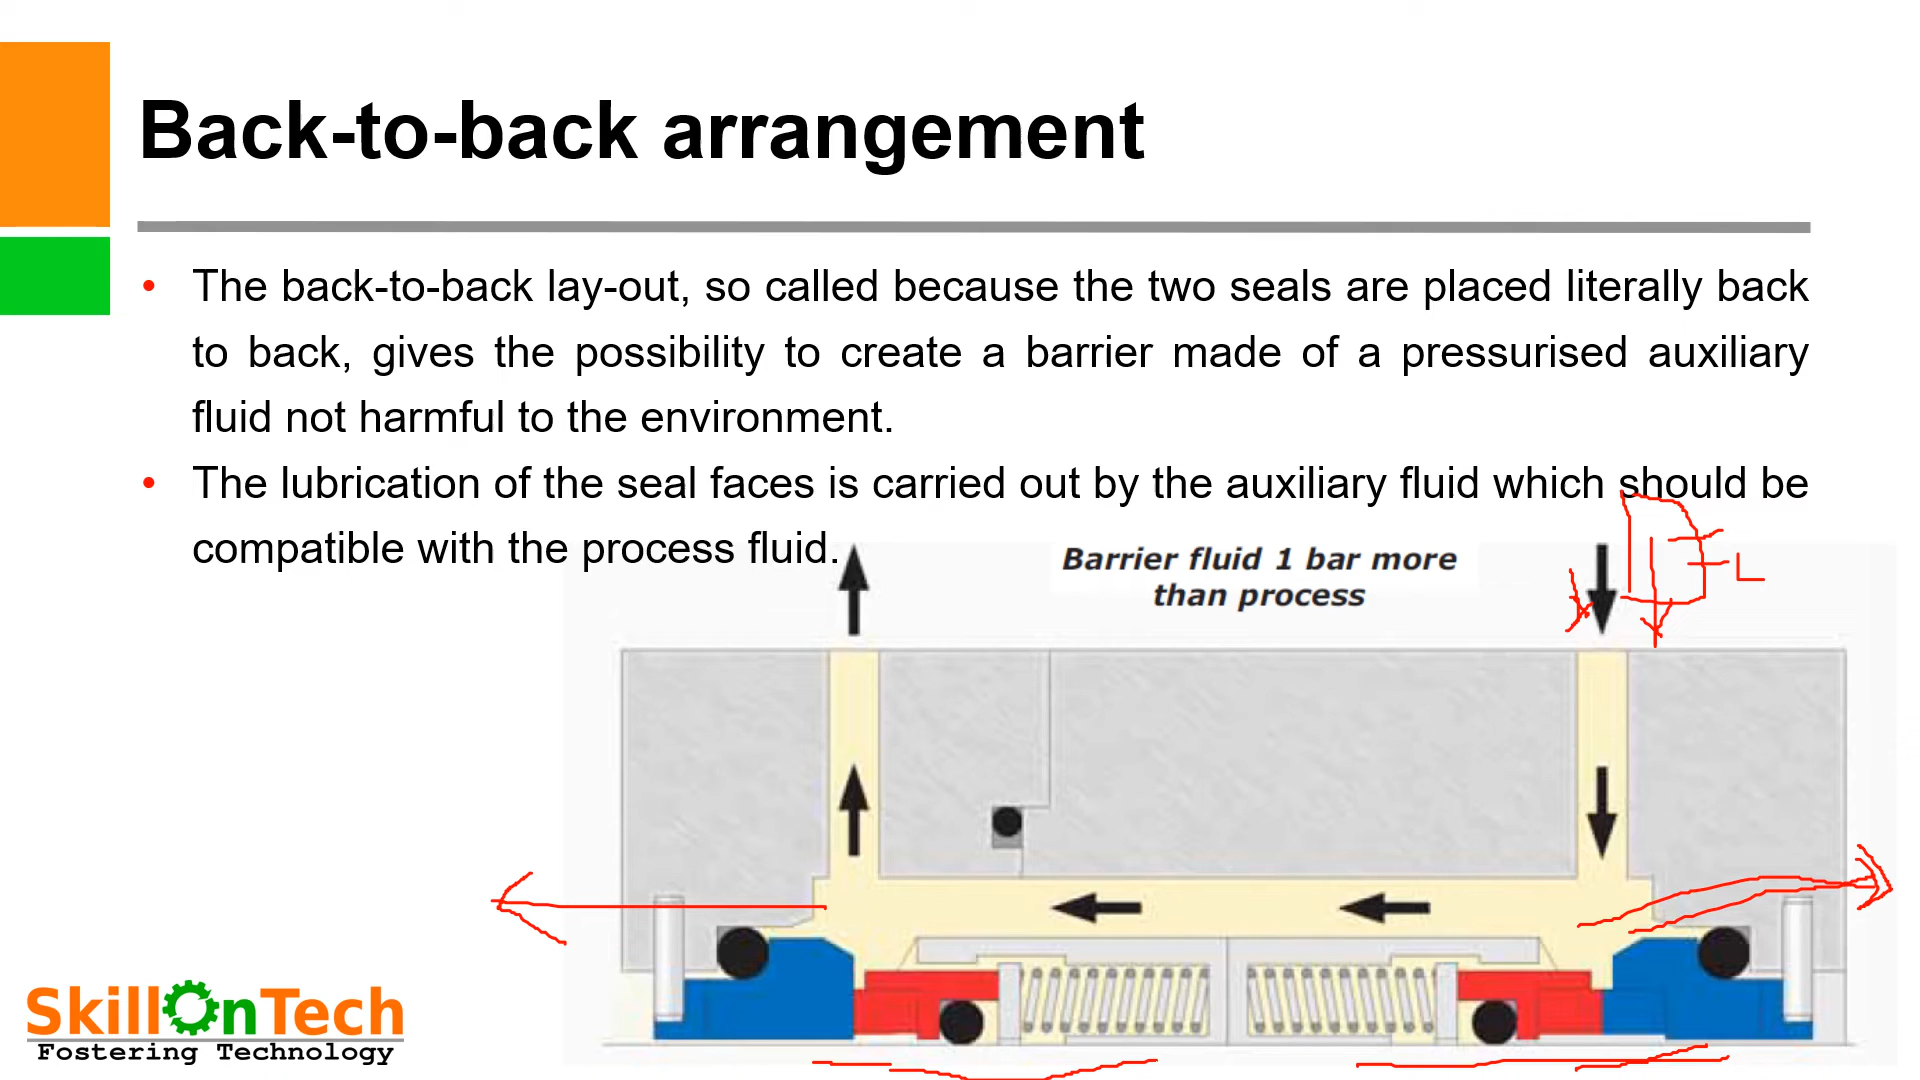 Back-to-back arrangement
• The back-to-back lay-out, so called because the two seals are placed literally back
to back, gives the possibility to create a barrier made of a pressurised auxiliary
fluid not harmful to the environment.
• The lubrication of the seal faces is carried out by the auxiliary fluid which should be
compatible with the process fluid.
Barrier fluid 1 bar more
than process
SkillOnTech
Fostering Technology